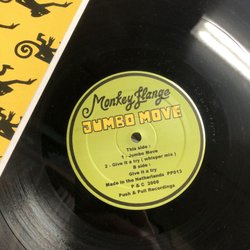 Monkey flange
JUMBO MOVE
This side :
1 - Jumbo Move
2 - Give it a try ( whisper mix )
B side :
Give it a try
Made in the Netherlands PP013
P & C 2000
Push & Pull Recordings